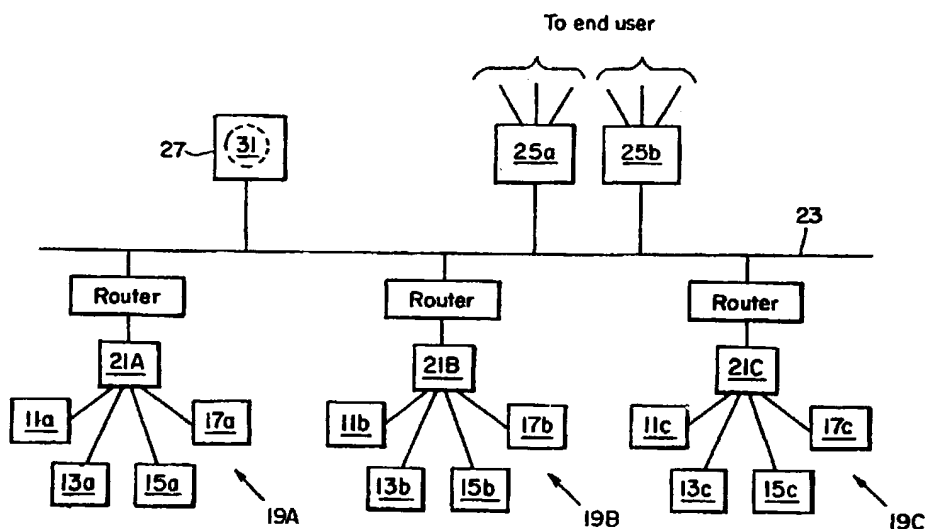 To end user
27
31
25a
25b
23
Router
Router
Router
21A
21B
21C
11a
17a
11b
17b
11c
17c
13a
15a
13b
15b
13c
15c
19A
19B
19C